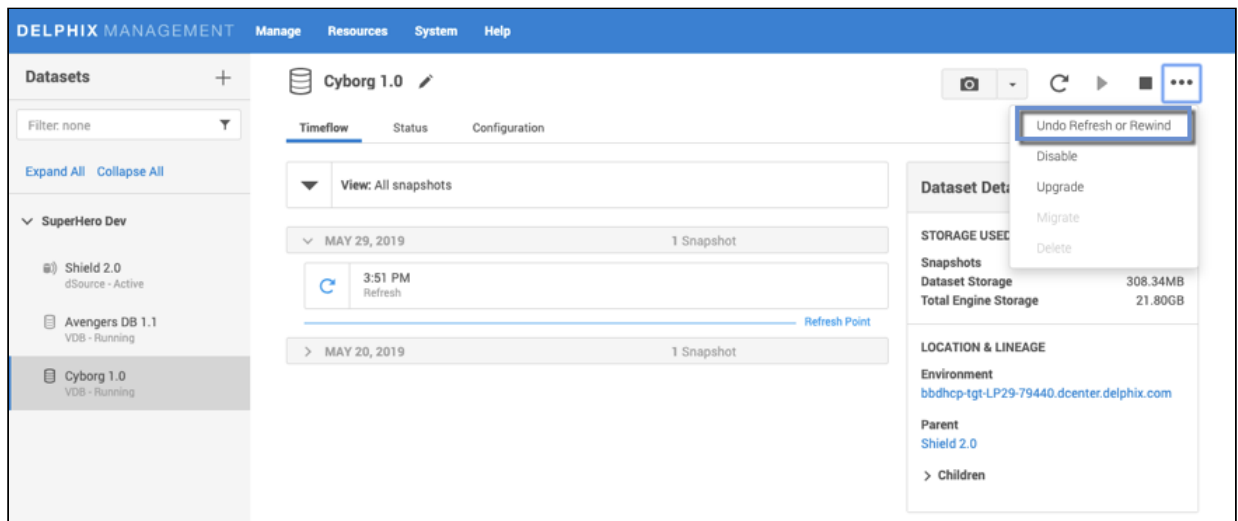 DELPHIX MANAGEMENT Manage Resources System Help
Datasets
Filter: none
Expand All Collapse All
SuperHero Dev
Shield 2.0
dSource - Active
Avengers DB 1.1
VDB - Running
Cyborg 1.0
VDB - Running
Cyborg 1.0
Timeflow Status Configuration
View: All snapshots
MAY 29, 2019 1 Snapshot
3:51 PM
Refresh
Refresh Point
MAY 20, 2019 1 Snapshot
Undo Refresh or Rewind
Disable
Upgrade
Migrate
Delete
Dataset Deta
STORAGE USED
Snapshots
Dataset Storage 308.34MB
Total Engine Storage 21.80GB
LOCATION & LINEAGE
Environment
bbdhcp-tgt-LP29-79440.dcenter.delphix.com
Parent
Shield 2.0
Children